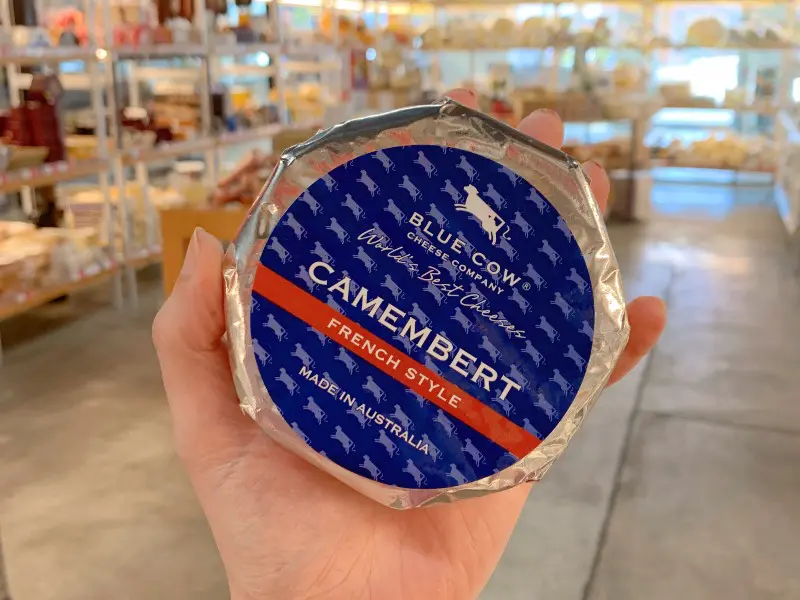 BLUE COW®
CHEESE COMPANY
World's Best Cheeses
CAMEMBERT
FRENCH STYLE
MADE IN AUSTRALIA